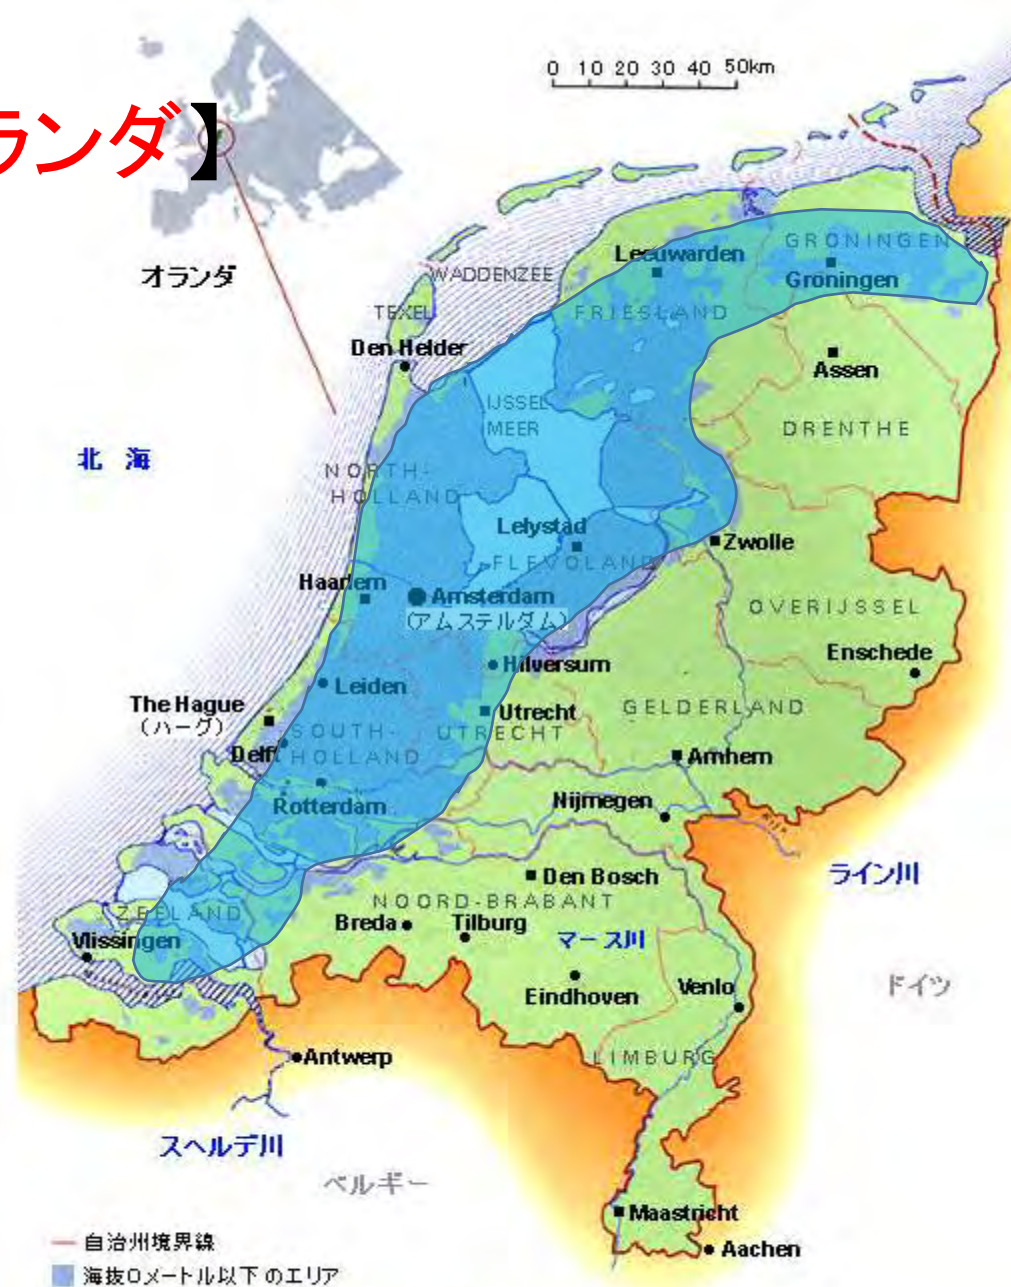 0 10 20 30 40 50km
ランダ】
オランダ
WADDENZEE
TEXEL
Den Helder
Leeuwarden
GRONINGEN
Groningen
FRIESLAND
Assen
DRENTHE
IJSSEL
MEER
北 海
NORTH-
HOLLAND
Lelystad
FLEVOLAND
Zwolle
Haarlem
Amsterdam
(アムステルダム)
OVERIJSSEL
Enschede
Hilversum
Leiden
The Hague
(ハーグ)
Utrecht
UTRECHT
GELDERLAND
SOUTH-
HOLLAND
Delft
Arnhem
Rotterdam
Nijmegen
Rijn
ライン川
Den Bosch
NOORD-BRABANT
ZEELAND
Breda
Tilburg
マース川
Vlissingen
Eindhoven
Venlo
ドイツ
LIMBURG
Antwerp
スヘルデ川
ベルギー
Maastricht
Aachen
自治州境界線
海抜0メートル以下のエリア